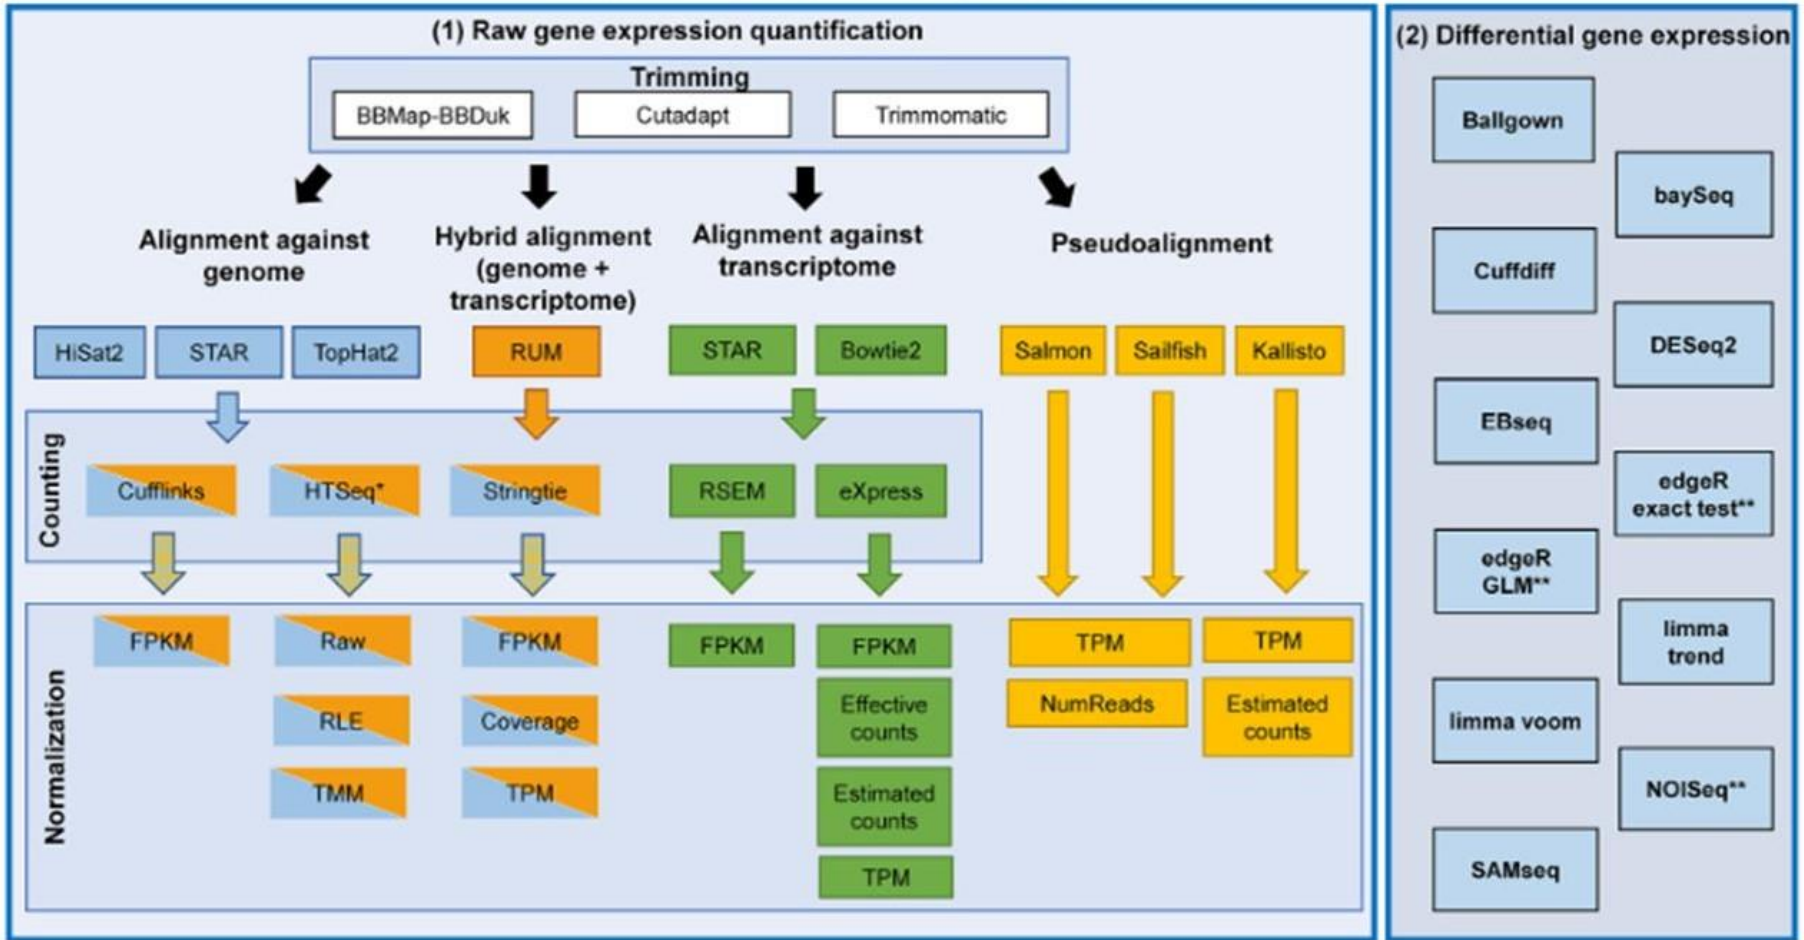 (1) Raw gene expression quantification
Trimming
BBMap-BBDuk
Cutadapt
Trimmomatic
Alignment against
genome
Hybrid alignment
(genome +
transcriptome)
Alignment against
transcriptome
Pseudoalignment
HiSat2
STAR
TopHat2
RUM
STAR
Bowtie2
Salmon
Sailfish
Kallisto
Counting
Cufflinks
HTSeq*
Stringtie
RSEM
eXpress
Normalization
FPKM
Raw
RLE
TMM
FPKM
Coverage
TPM
FPKM
FPKM
Effective
counts
Estimated
counts
TPM
TPM
NumReads
TPM
Estimated
counts
(2) Differential gene expression
Ballgown
baySeq
Cuffdiff
DESeq2
EBseq
edgeR
exact test**
edgeR
GLM**
limma
trend
limma voom
NOISeq**
SAMseq